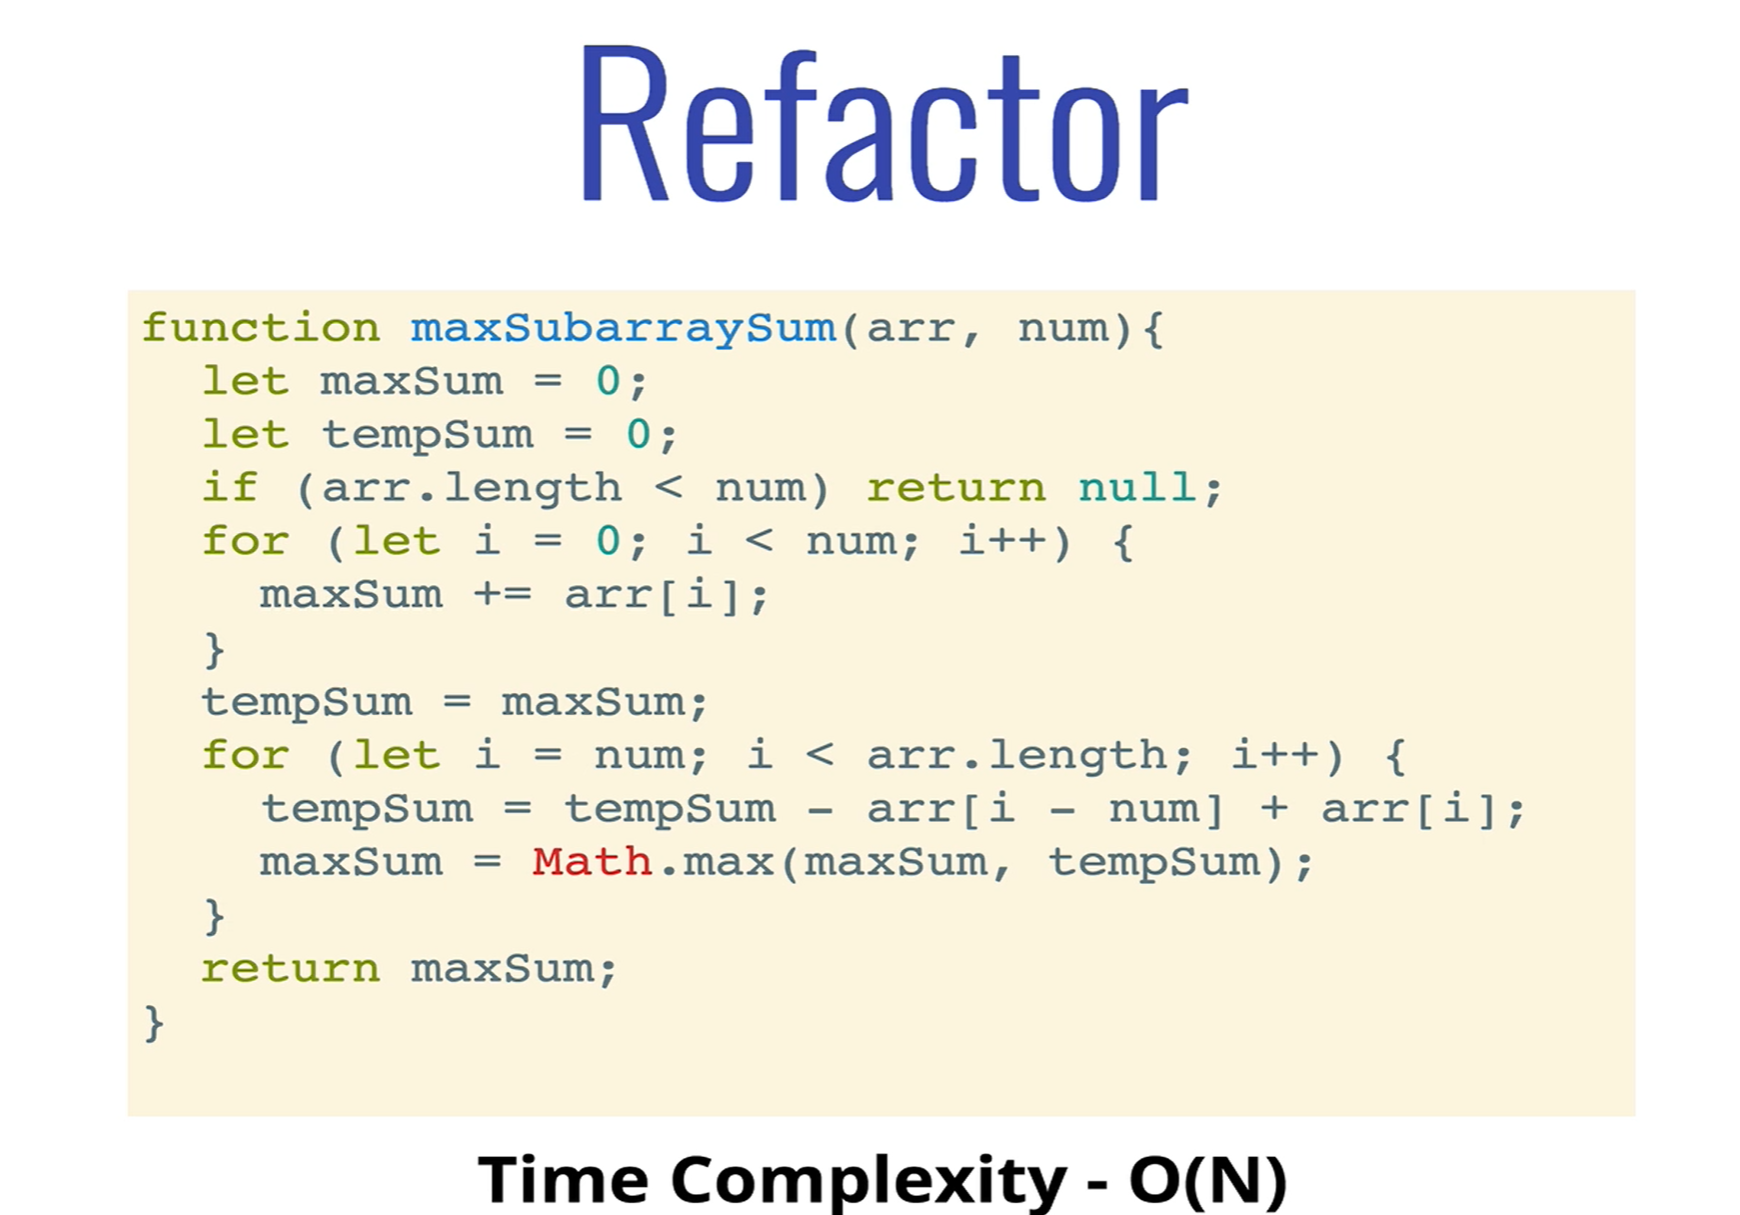 Refactor
function maxSubarraySum(arr, num){
  let maxSum = 0;
  let tempSum = 0;
  if (arr.length < num) return null;
  for (let i = 0; i < num; i++) {
    maxSum += arr[i];
  }
  tempSum = maxSum;
  for (let i = num; i < arr.length; i++) {
    tempSum = tempSum - arr[i - num] + arr[i];
    maxSum = Math.max(maxSum, tempSum);
  }
  return maxSum;
}
Time Complexity - O(N)